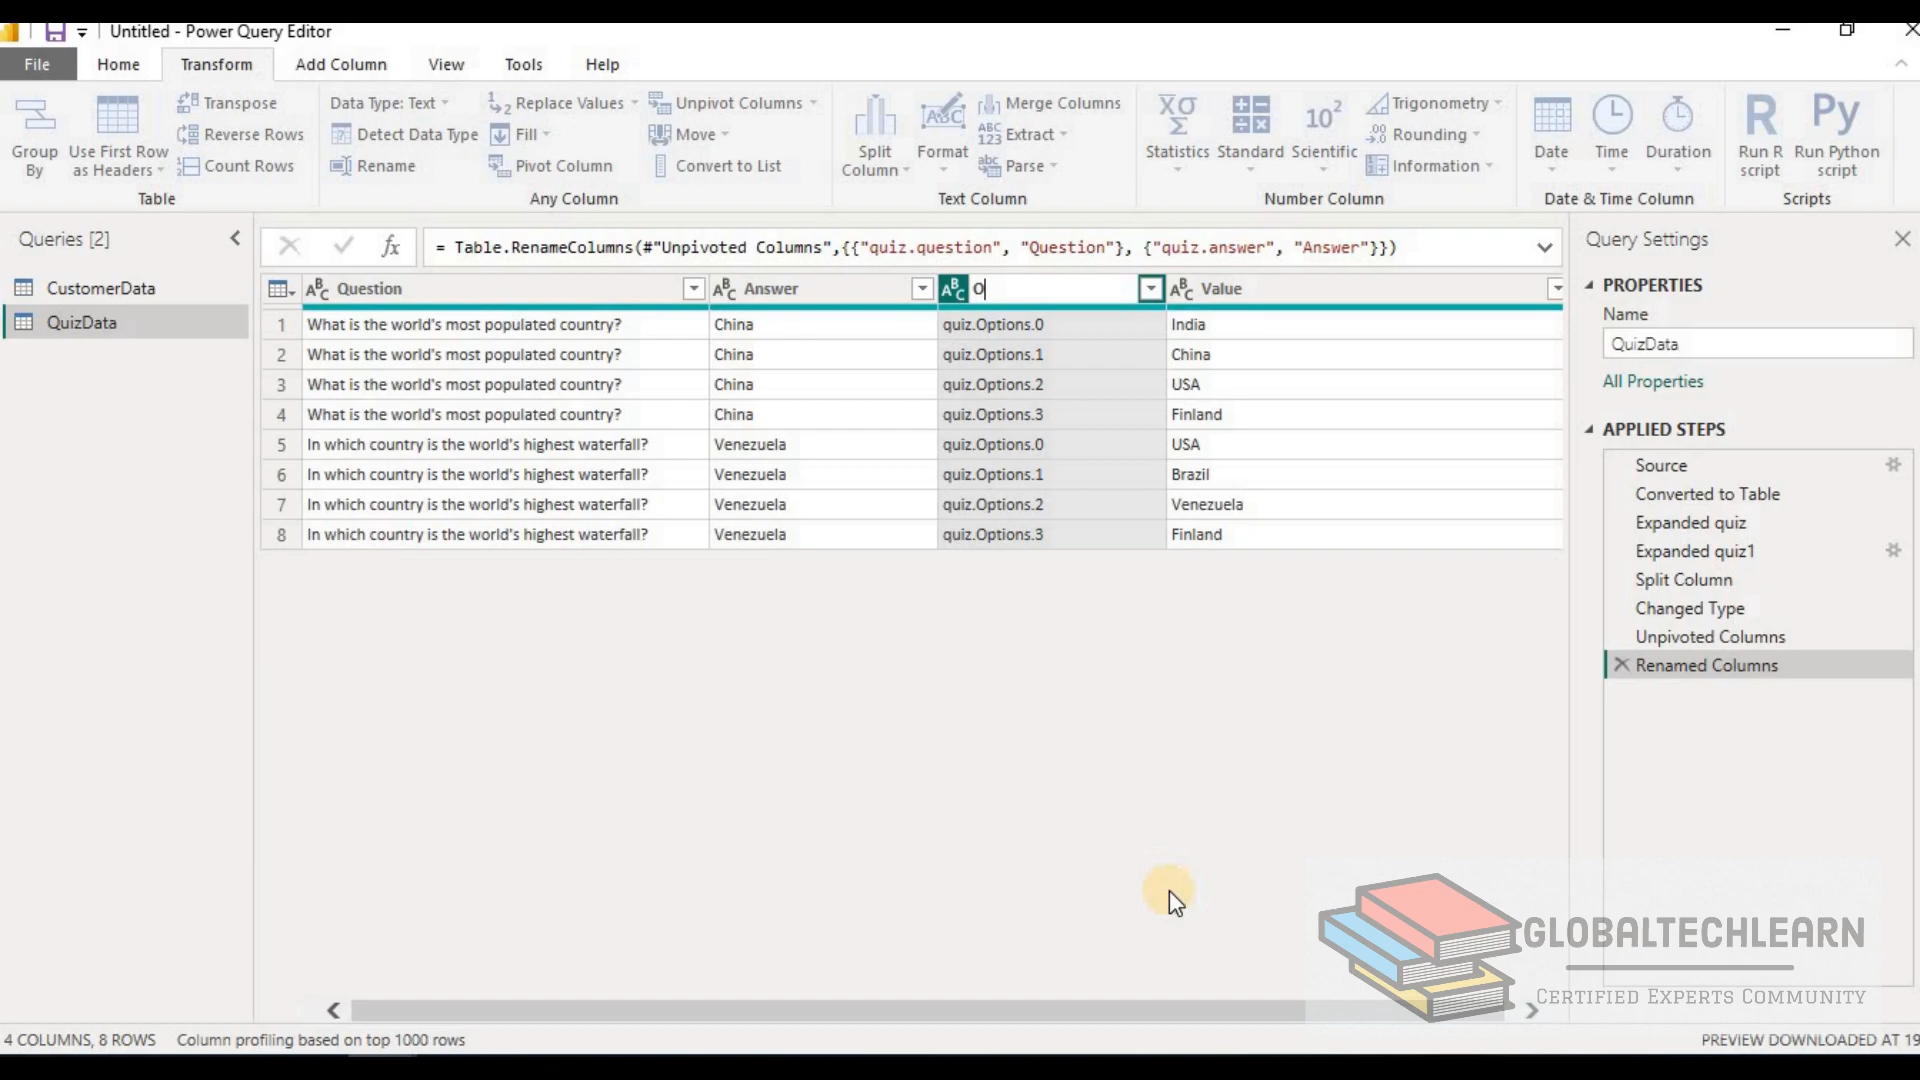 Untitled - Power Query Editor
File Home Transform Add Column View Tools Help
Group By
Use First Row as Headers
Transpose
Reverse Rows
Count Rows
Table
Data Type: Text
Detect Data Type
Rename
Replace Values
Fill
Pivot Column
Unpivot Columns
Move
Convert to List
Any Column
Split Column
Format
Merge Columns
Extract
Parse
Text Column
Statistics
Standard
Scientific
Trigonometry
Rounding
Information
Number Column
Date
Time
Duration
Date & Time Column
Run R script
Run Python script
Scripts
Queries [2]
CustomerData
QuizData
= Table.RenameColumns(#"Unpivoted Columns",{{"quiz.question", "Question"}, {"quiz.answer", "Answer"}})
Question Answer O Value
1 What is the world's most populated country? China quiz.Options.0 India
2 What is the world's most populated country? China quiz.Options.1 China
3 What is the world's most populated country? China quiz.Options.2 USA
4 What is the world's most populated country? China quiz.Options.3 Finland
5 In which country is the world's highest waterfall? Venezuela quiz.Options.0 USA
6 In which country is the world's highest waterfall? Venezuela quiz.Options.1 Brazil
7 In which country is the world's highest waterfall? Venezuela quiz.Options.2 Venezuela
8 In which country is the world's highest waterfall? Venezuela quiz.Options.3 Finland
Query Settings
PROPERTIES
Name
QuizData
All Properties
APPLIED STEPS
Source
Converted to Table
Expanded quiz
Expanded quiz1
Split Column
Changed Type
Unpivoted Columns
Renamed Columns
GLOBALTECHLEARN
CERTIFIED EXPERTS COMMUNITY
4 COLUMNS, 8 ROWS Column profiling based on top 1000 rows
PREVIEW DOWNLOADED AT 19